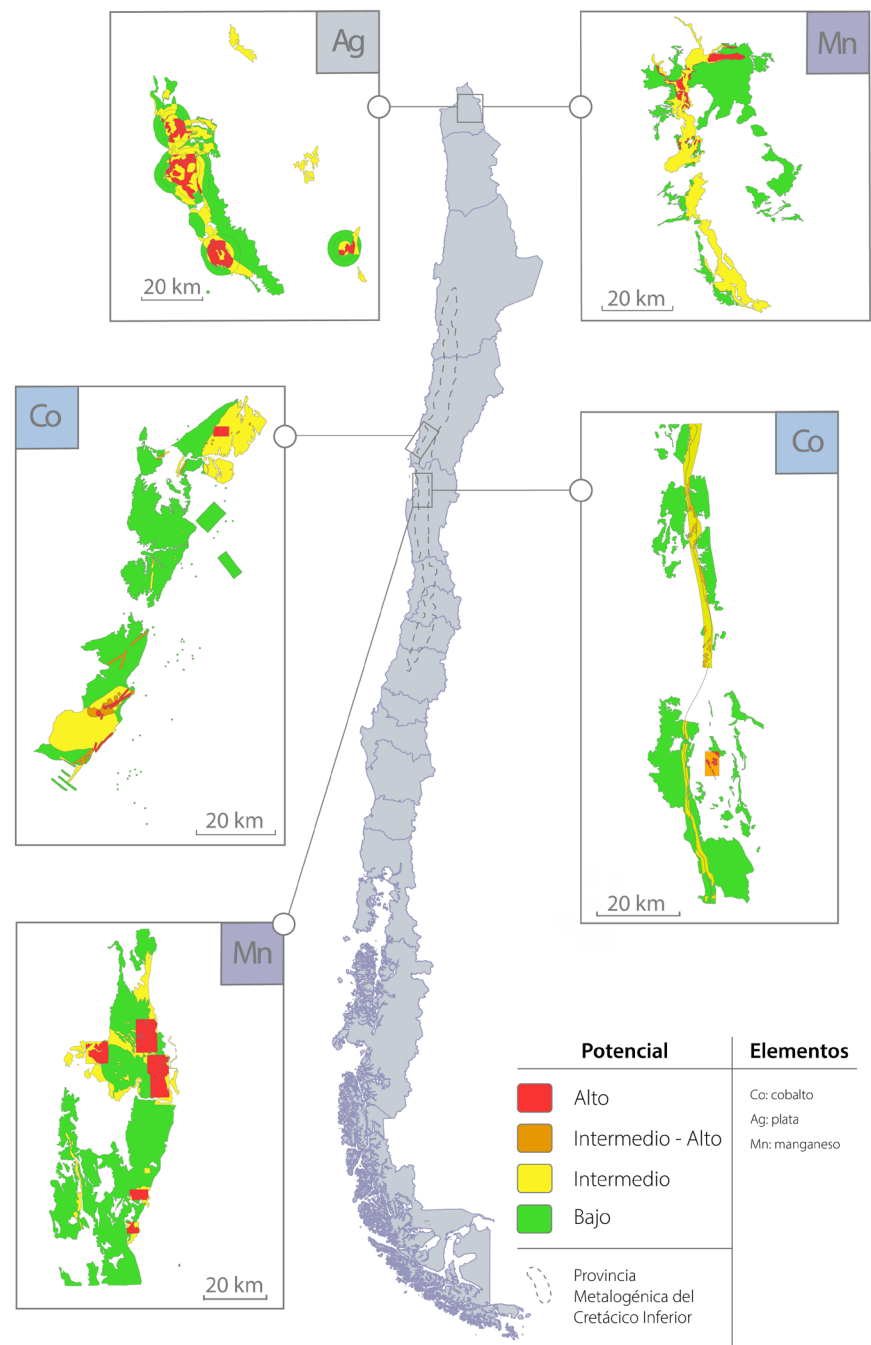 Ag
20 km
Mn
20 km
Co
20 km
Co
20 km
Mn
20 km
Potencial
Alto
Intermedio - Alto
Intermedio
Bajo
Provincia
Metalogénica del
Cretácico Inferior
Elementos
Co: cobalto
Ag: plata
Mn: manganeso